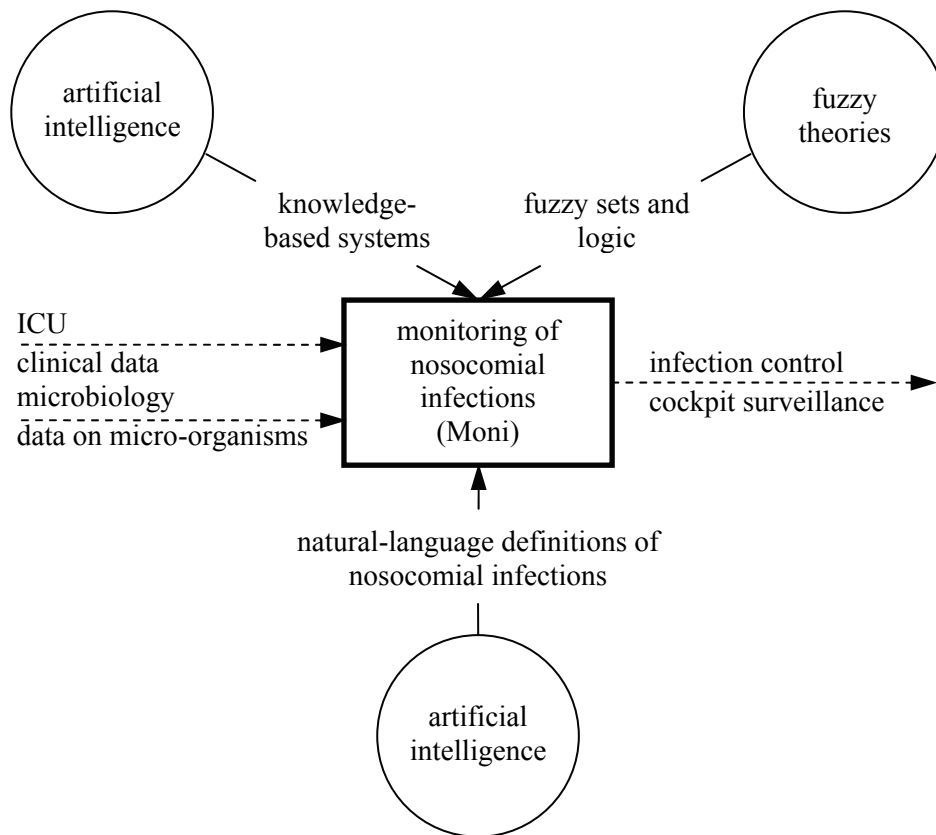 artificial
intelligence
fuzzy
theories
knowledge-
based systems
fuzzy sets and
logic
ICU
clinical data
microbiology
data on micro-organisms
monitoring of
nosocomial
infections
(Moni)
infection control
cockpit surveillance
natural-language definitions of
nosocomial infections
artificial
intelligence